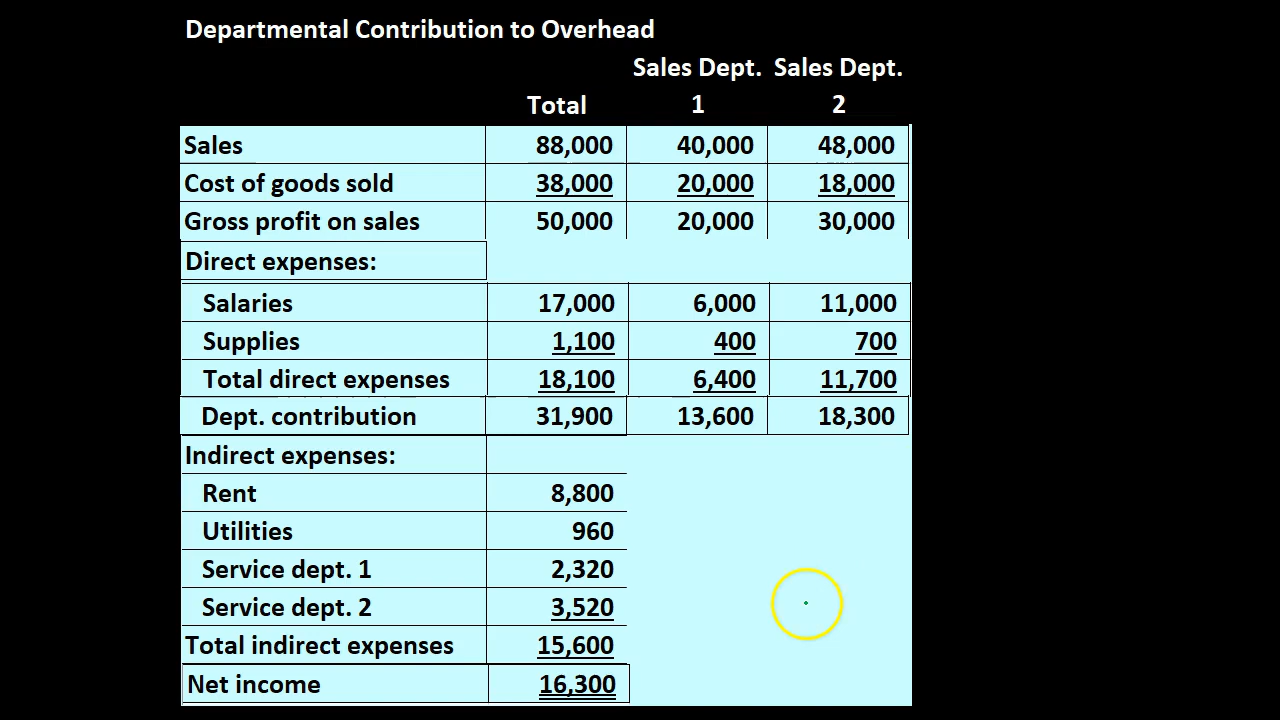 Departmental Contribution to Overhead
Sales Dept. Sales Dept.
Total 1 2
Sales 88,000 40,000 48,000
Cost of goods sold 38,000 20,000 18,000
Gross profit on sales 50,000 20,000 30,000
Direct expenses:
Salaries 17,000 6,000 11,000
Supplies 1,100 400 700
Total direct expenses 18,100 6,400 11,700
Dept. contribution 31,900 13,600 18,300
Indirect expenses:
Rent 8,800
Utilities 960
Service dept. 1 2,320
Service dept. 2 3,520
Total indirect expenses 15,600
Net income 16,300